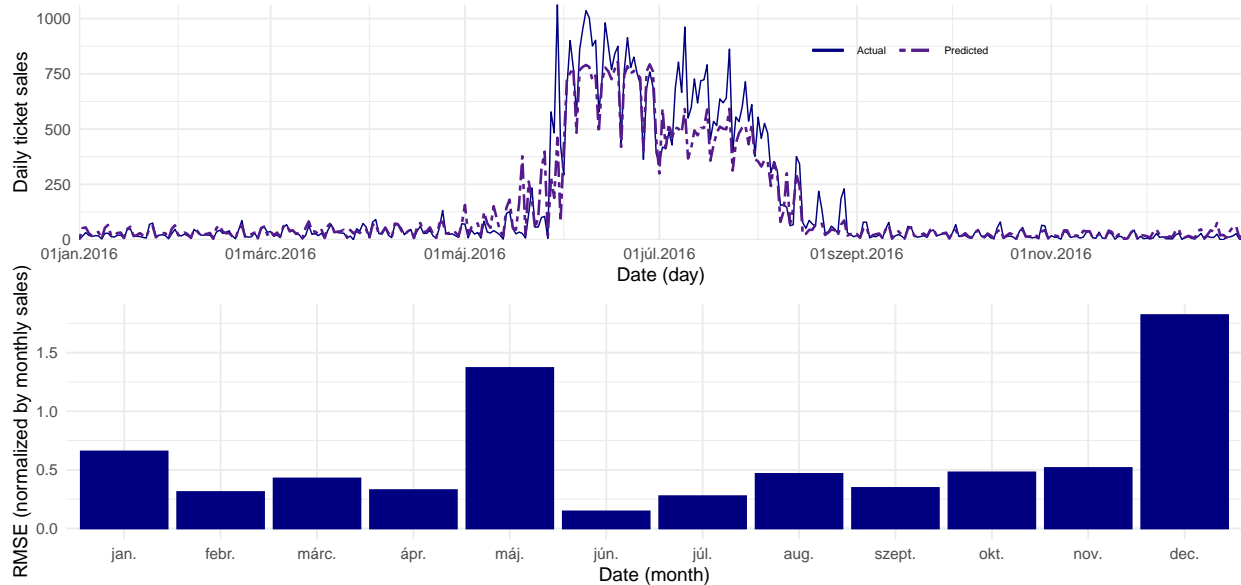 Daily ticket sales
1000
750
500
250
0
Actual
Predicted
01jan.2016
01márc.2016
01máj.2016
01júl.2016
01szept.2016
01nov.2016
Date (day)
RMSE (normalized by monthly sales)
1.5
1.0
0.5
0.0
jan.
febr.
márc.
ápr.
máj.
jún.
júl.
aug.
szept.
okt.
nov.
dec.
Date (month)